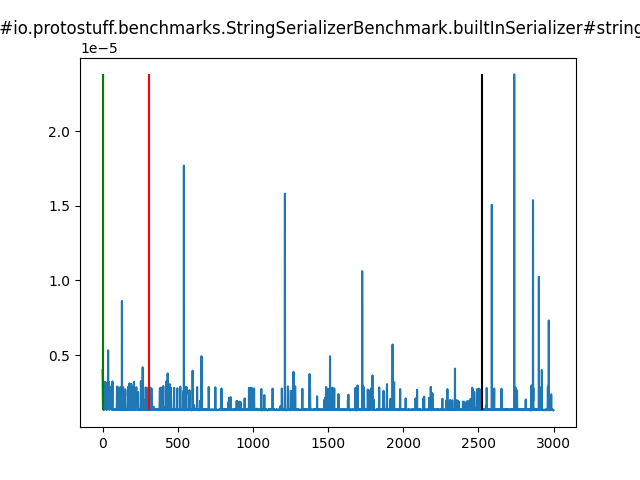 #io.protostuff.benchmarks.StringSerializerBenchmark.builtInSerializer#string
1e−5
2.0
1.5
1.0
0.5
0 500 1000 1500 2000 2500 3000